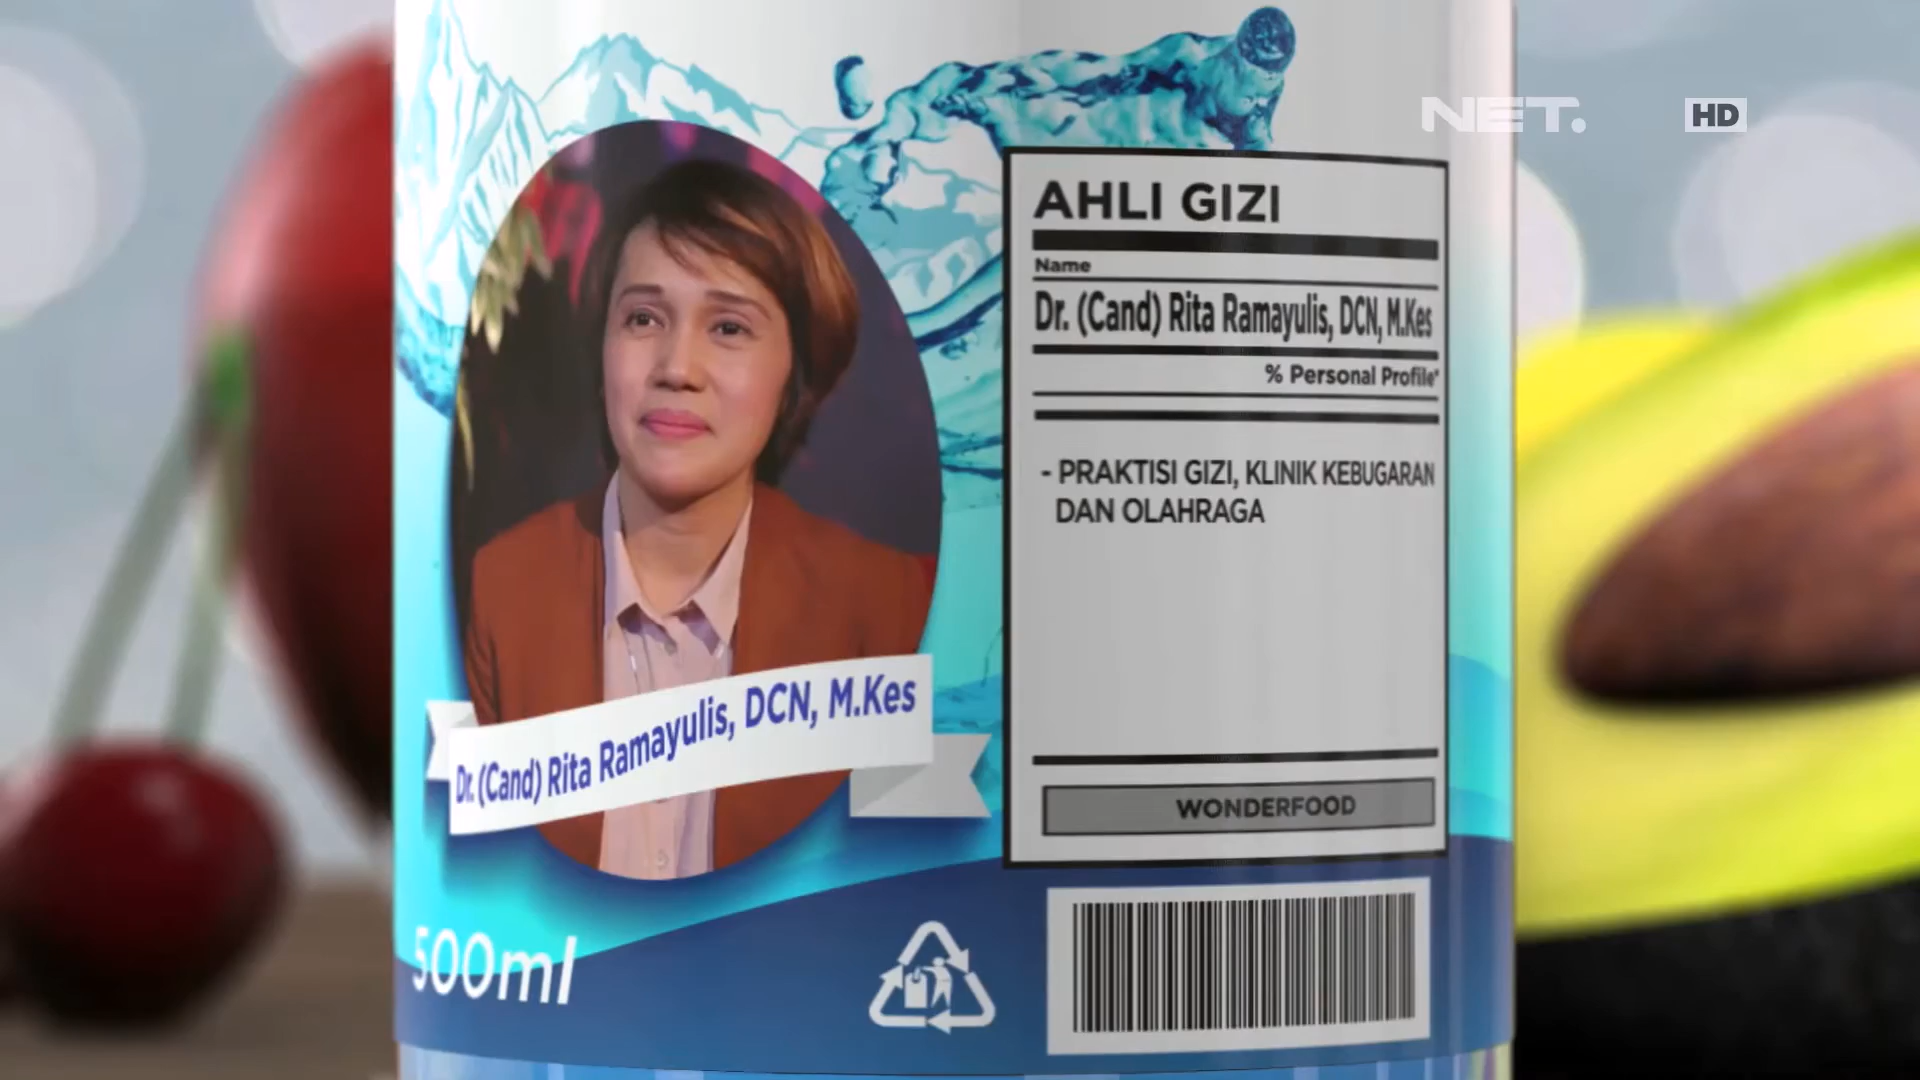 NET. HD
AHLI GIZI
Name
Dr. (Cand) Rita Ramayulis, DCN, M.Kes
% Personal Profile*
- PRAKTISI GIZI, KLINIK KEBUGARAN
DAN OLAHRAGA
WONDERFOOD
Dr. (Cand) Rita Ramayulis, DCN, M.Kes
500ml